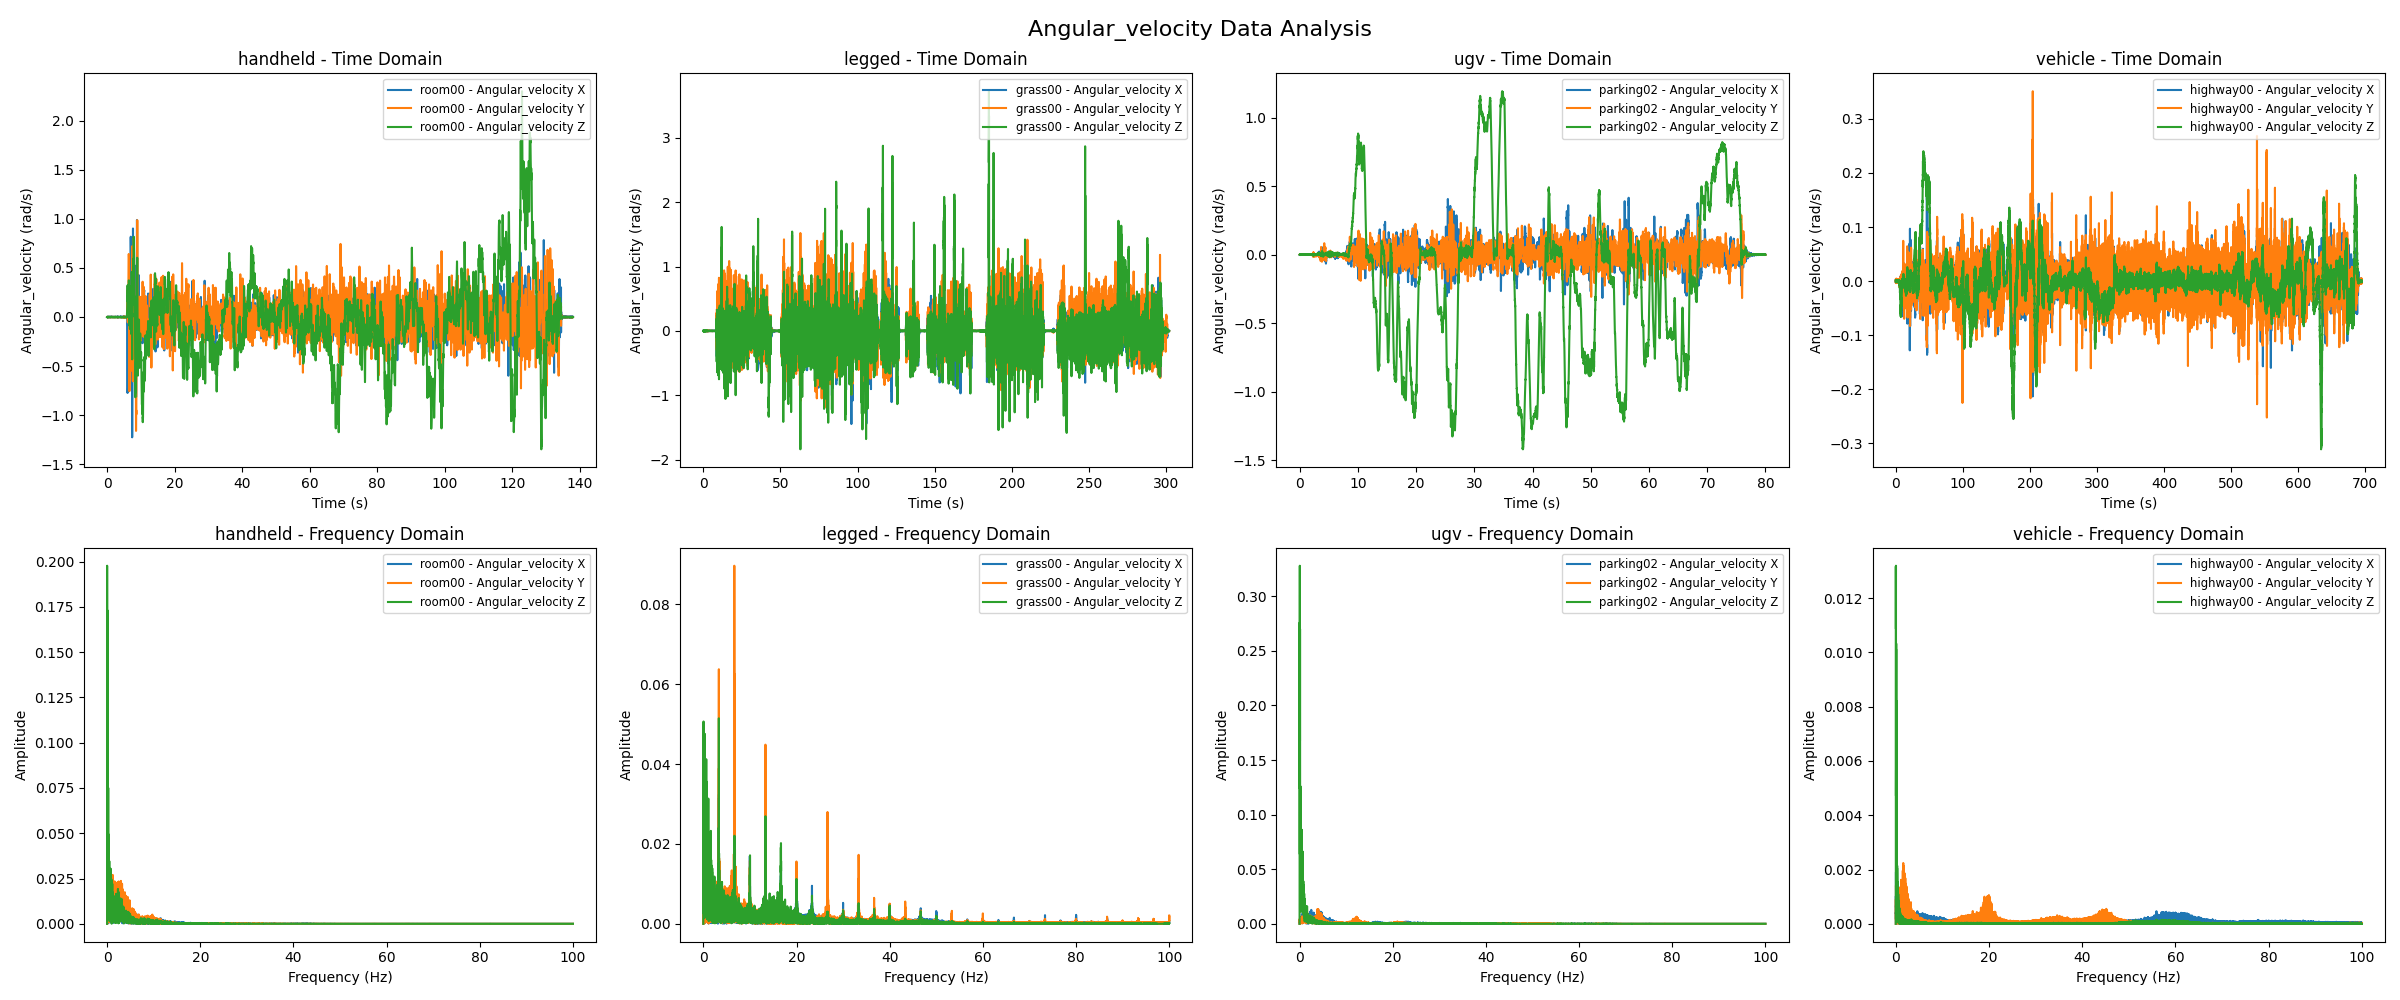 Angular_velocity Data Analysis
handheld - Time Domain
Angular_velocity (rad/s)
2.0
1.5
1.0
0.5
0.0
−0.5
−1.0
−1.5
room00 - Angular_velocity X
room00 - Angular_velocity Y
room00 - Angular_velocity Z
0 20 40 60 80 100 120 140
Time (s)
legged - Time Domain
Angular_velocity (rad/s)
3
2
1
0
−1
−2
grass00 - Angular_velocity X
grass00 - Angular_velocity Y
grass00 - Angular_velocity Z
0 50 100 150 200 250 300
Time (s)
ugv - Time Domain
Angular_velocity (rad/s)
1.0
0.5
0.0
−0.5
−1.0
−1.5
parking02 - Angular_velocity X
parking02 - Angular_velocity Y
parking02 - Angular_velocity Z
0 10 20 30 40 50 60 70 80
Time (s)
vehicle - Time Domain
Angular_velocity (rad/s)
0.3
0.2
0.1
0.0
−0.1
−0.2
−0.3
highway00 - Angular_velocity X
highway00 - Angular_velocity Y
highway00 - Angular_velocity Z
0 100 200 300 400 500 600 700
Time (s)
handheld - Frequency Domain
Amplitude
0.200
0.175
0.150
0.125
0.100
0.075
0.050
0.025
0.000
room00 - Angular_velocity X
room00 - Angular_velocity Y
room00 - Angular_velocity Z
0 20 40 60 80 100
Frequency (Hz)
legged - Frequency Domain
Amplitude
0.08
0.06
0.04
0.02
0.00
grass00 - Angular_velocity X
grass00 - Angular_velocity Y
grass00 - Angular_velocity Z
0 20 40 60 80 100
Frequency (Hz)
ugv - Frequency Domain
Amplitude
0.30
0.25
0.20
0.15
0.10
0.05
0.00
parking02 - Angular_velocity X
parking02 - Angular_velocity Y
parking02 - Angular_velocity Z
0 20 40 60 80 100
Frequency (Hz)
vehicle - Frequency Domain
Amplitude
0.012
0.010
0.008
0.006
0.004
0.002
0.000
highway00 - Angular_velocity X
highway00 - Angular_velocity Y
highway00 - Angular_velocity Z
0 20 40 60 80 100
Frequency (Hz)